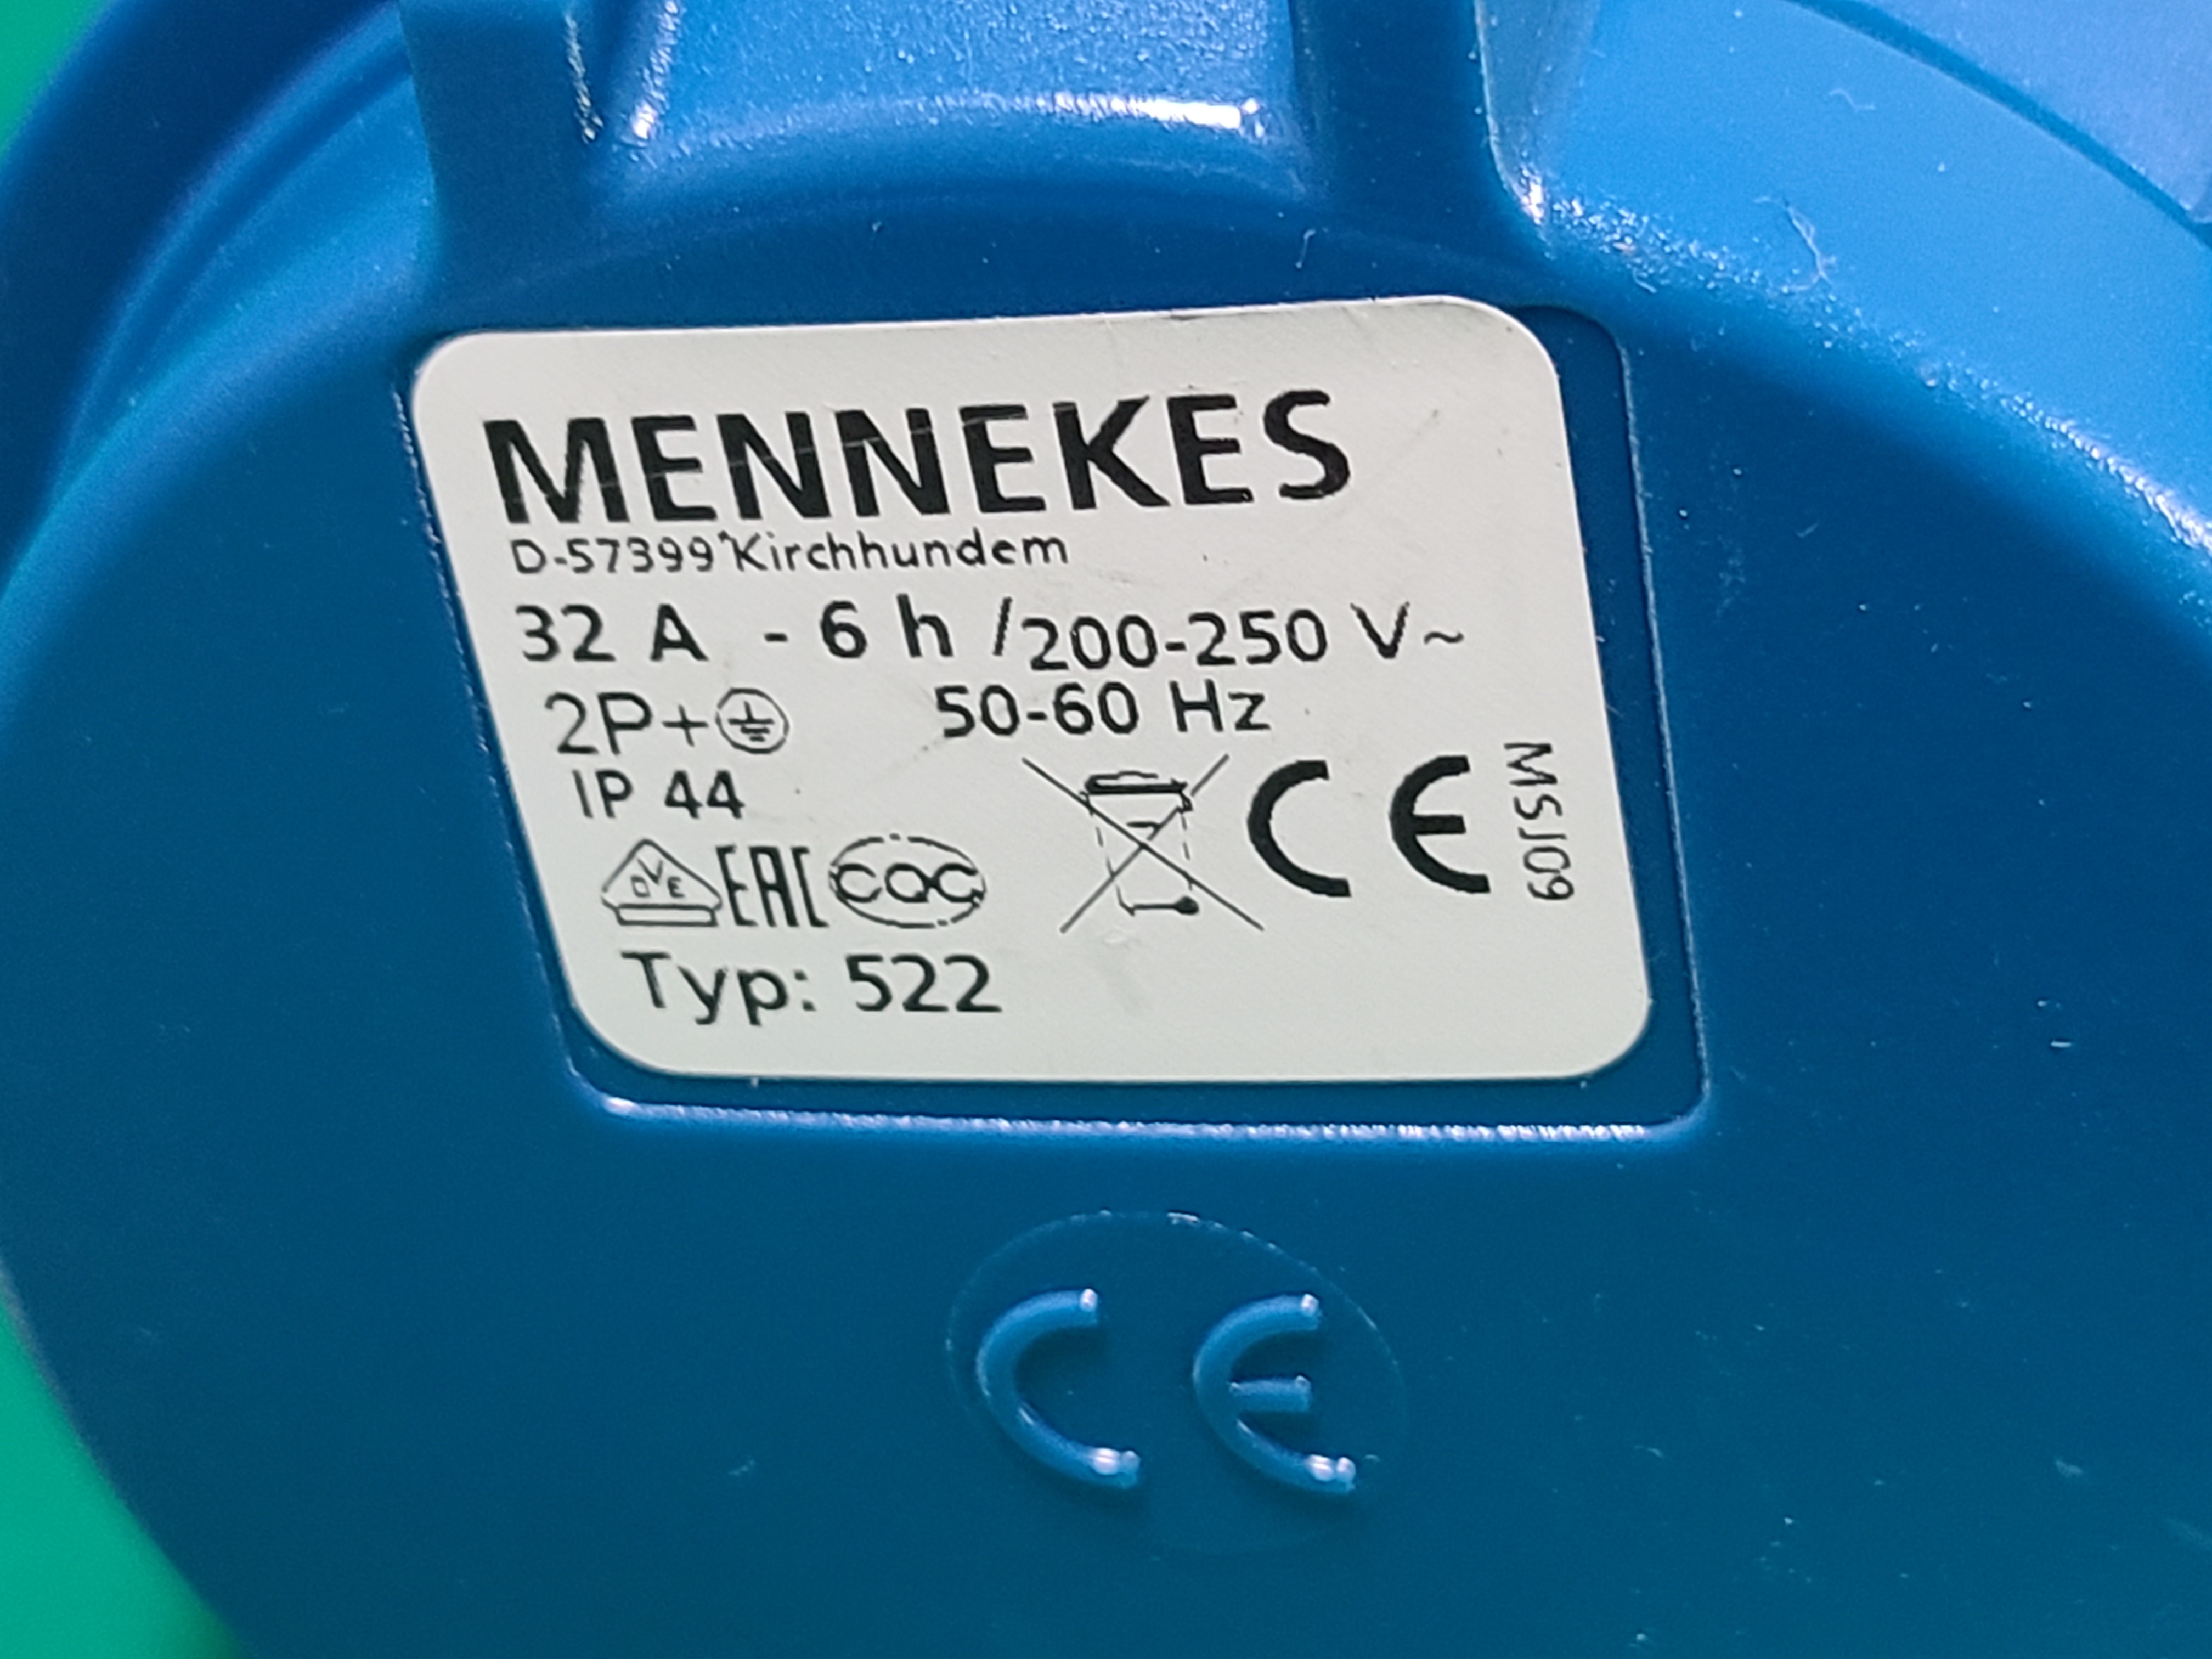 MENNEKES
D-57399 Kirchhundem
32 A - 6 h /200-250 V~
2P+ 50-60 Hz
IP 44
DVE EAC CQC CE
MSJ09
Typ: 522
CE